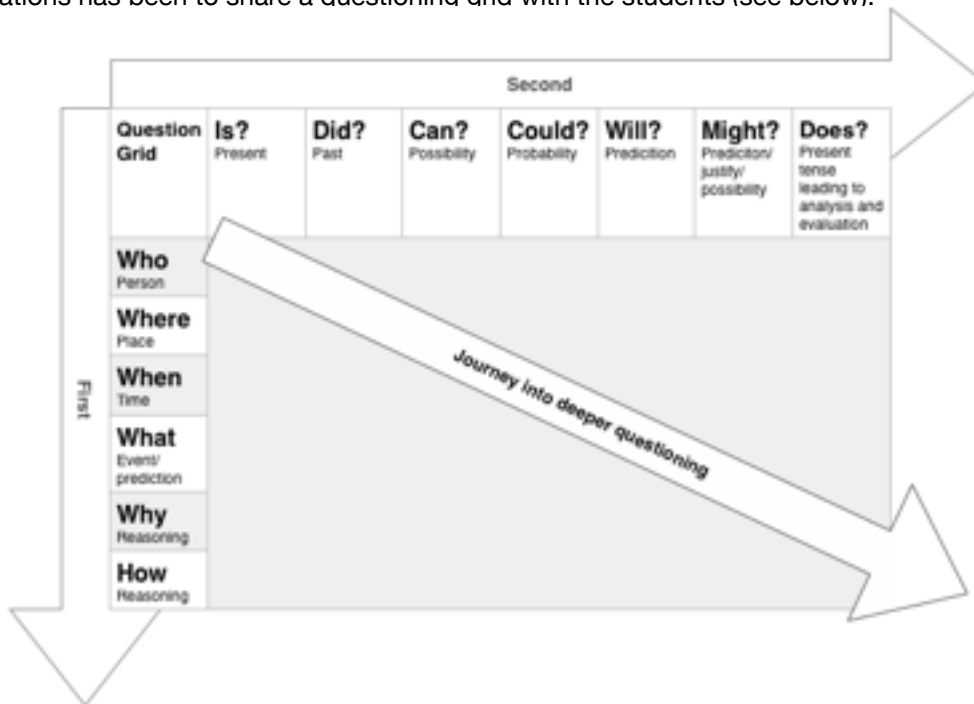 ations has been to share a questioning grid with the students (see below).
Second
Question
Grid
Is?
Present
Did?
Past
Can?
Possibility
Could?
Probability
Will?
Predicition
Might?
Prediciton/
justify/
possibility
Does?
Present
tense
leading to
analysis and
evaluation
First
Who
Person
Where
Place
When
Time
What
Event/
prediction
Why
Reasoning
How
Reasoning
Journey into deeper questioning